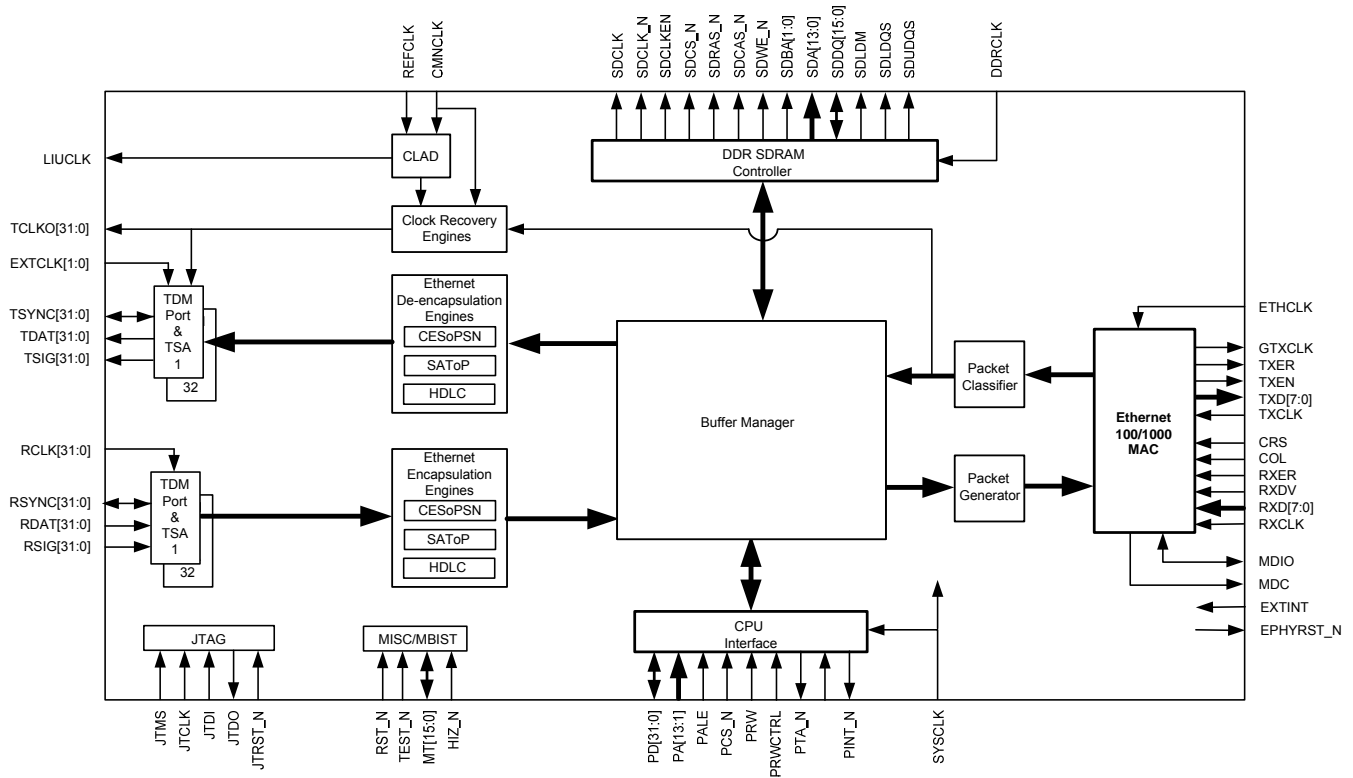 REFCLK
CMNCLK
SDCLK
SDCLK_N
SDCLKEN
SDCS_N
SDRAS_N
SDCAS_N
SDWE_N
SDBA[1:0]
SDA[13:0]
SDDQ[15:0]
SDLDM
SDLDQS
SDUDQS
DDRCLK
LIUCLK
CLAD
DDR SDRAM
Controller
TCLKO[31:0]
Clock Recovery
Engines
EXTCLK[1:0]
TSYNC[31:0]
TDAT[31:0]
TSIG[31:0]
TDM
Port
&
TSA
1
32
Ethernet
De-encapsulation
Engines
CESoPSN
SAToP
HDLC
Buffer Manager
Packet
Classifier
Packet
Generator
Ethernet
100/1000
MAC
ETHCLK
GTXCLK
TXER
TXEN
TXD[7:0]
TXCLK
CRS
COL
RXER
RXDV
RXD[7:0]
RXCLK
MDIO
MDC
EXTINT
EPHYRST_N
RCLK[31:0]
RSYNC[31:0]
RDAT[31:0]
RSIG[31:0]
TDM
Port
&
TSA
1
32
Ethernet
Encapsulation
Engines
CESoPSN
SAToP
HDLC
JTAG
MISC/MBIST
CPU
Interface
JTMS
JTCLK
JTDI
JTDO
JTRST_N
RST_N
TEST_N
MT[15:0]
HIZ_N
PD[31:0]
PA[13:1]
PALE
PCS_N
PRW
PRWCTRL
PTA_N
PINT_N
SYSCLK